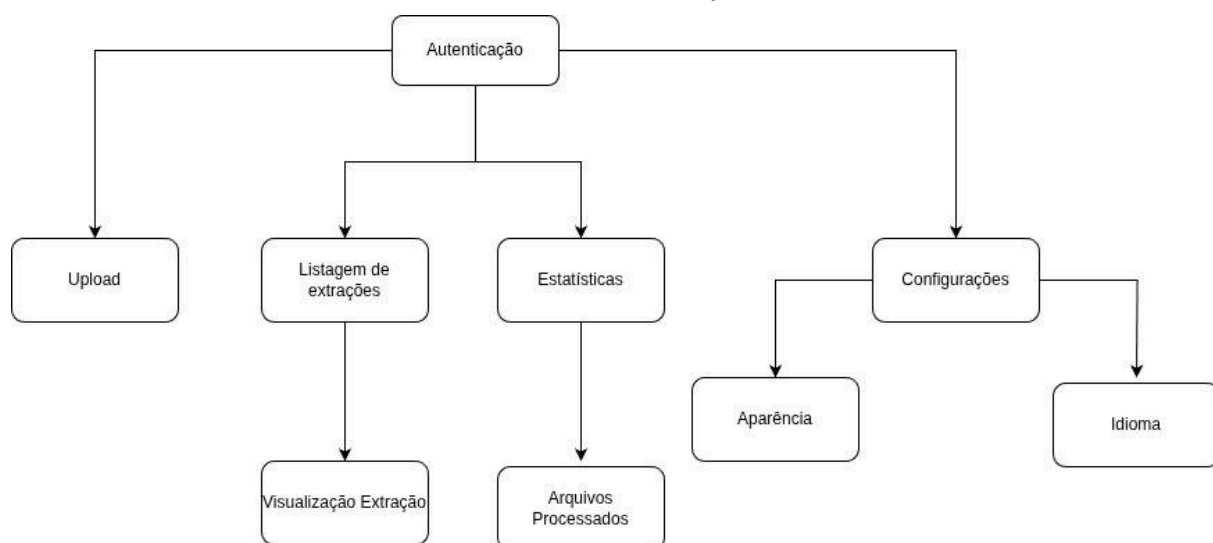 Autenticação
Upload
Listagem de
extrações
Estatísticas
Configurações
Aparência
Idioma
Visualização Extração
Arquivos
Processados